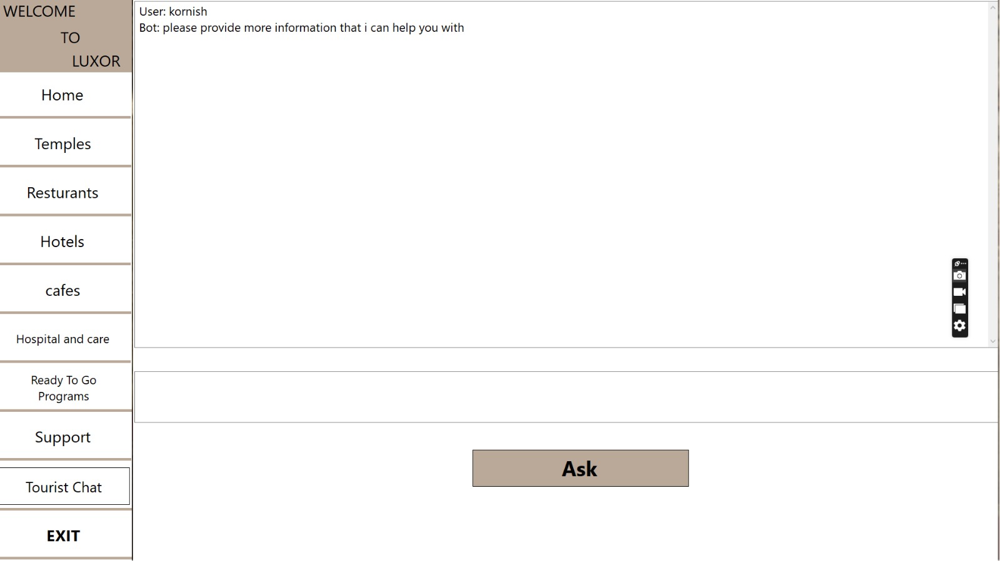 WELCOME
TO
LUXOR
Home
Temples
Resturants
Hotels
cafes
Hospital and care
Ready To Go
Programs
Support
Tourist Chat
EXIT
User: kornish
Bot: please provide more information that i can help you with
Ask